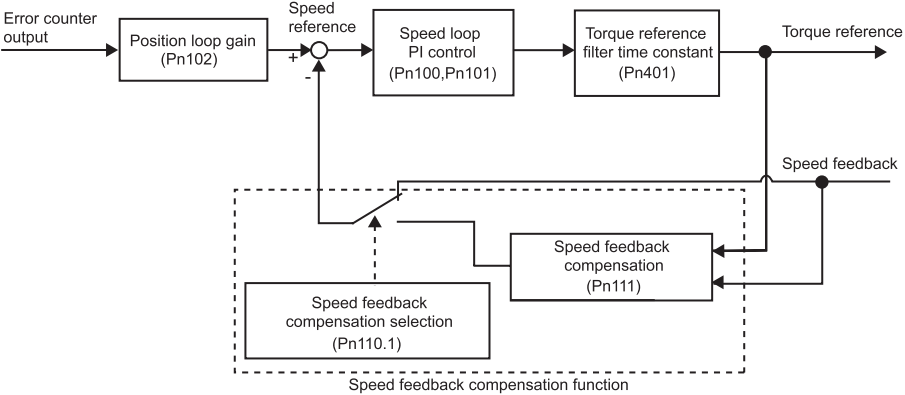 Error counter
output
Position loop gain
(Pn102)
Speed
reference
+
-
Speed loop
PI control
(Pn100,Pn101)
Torque reference
filter time constant
(Pn401)
Torque reference
Speed feedback
Speed feedback
compensation
(Pn111)
Speed feedback
compensation selection
(Pn110.1)
Speed feedback compensation function